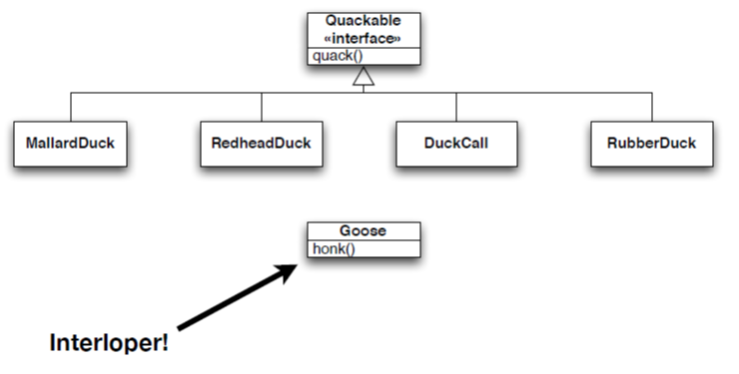 Quackable
«interface»
quack()
MallardDuck
RedheadDuck
DuckCall
RubberDuck
Goose
honk()
Interloper!